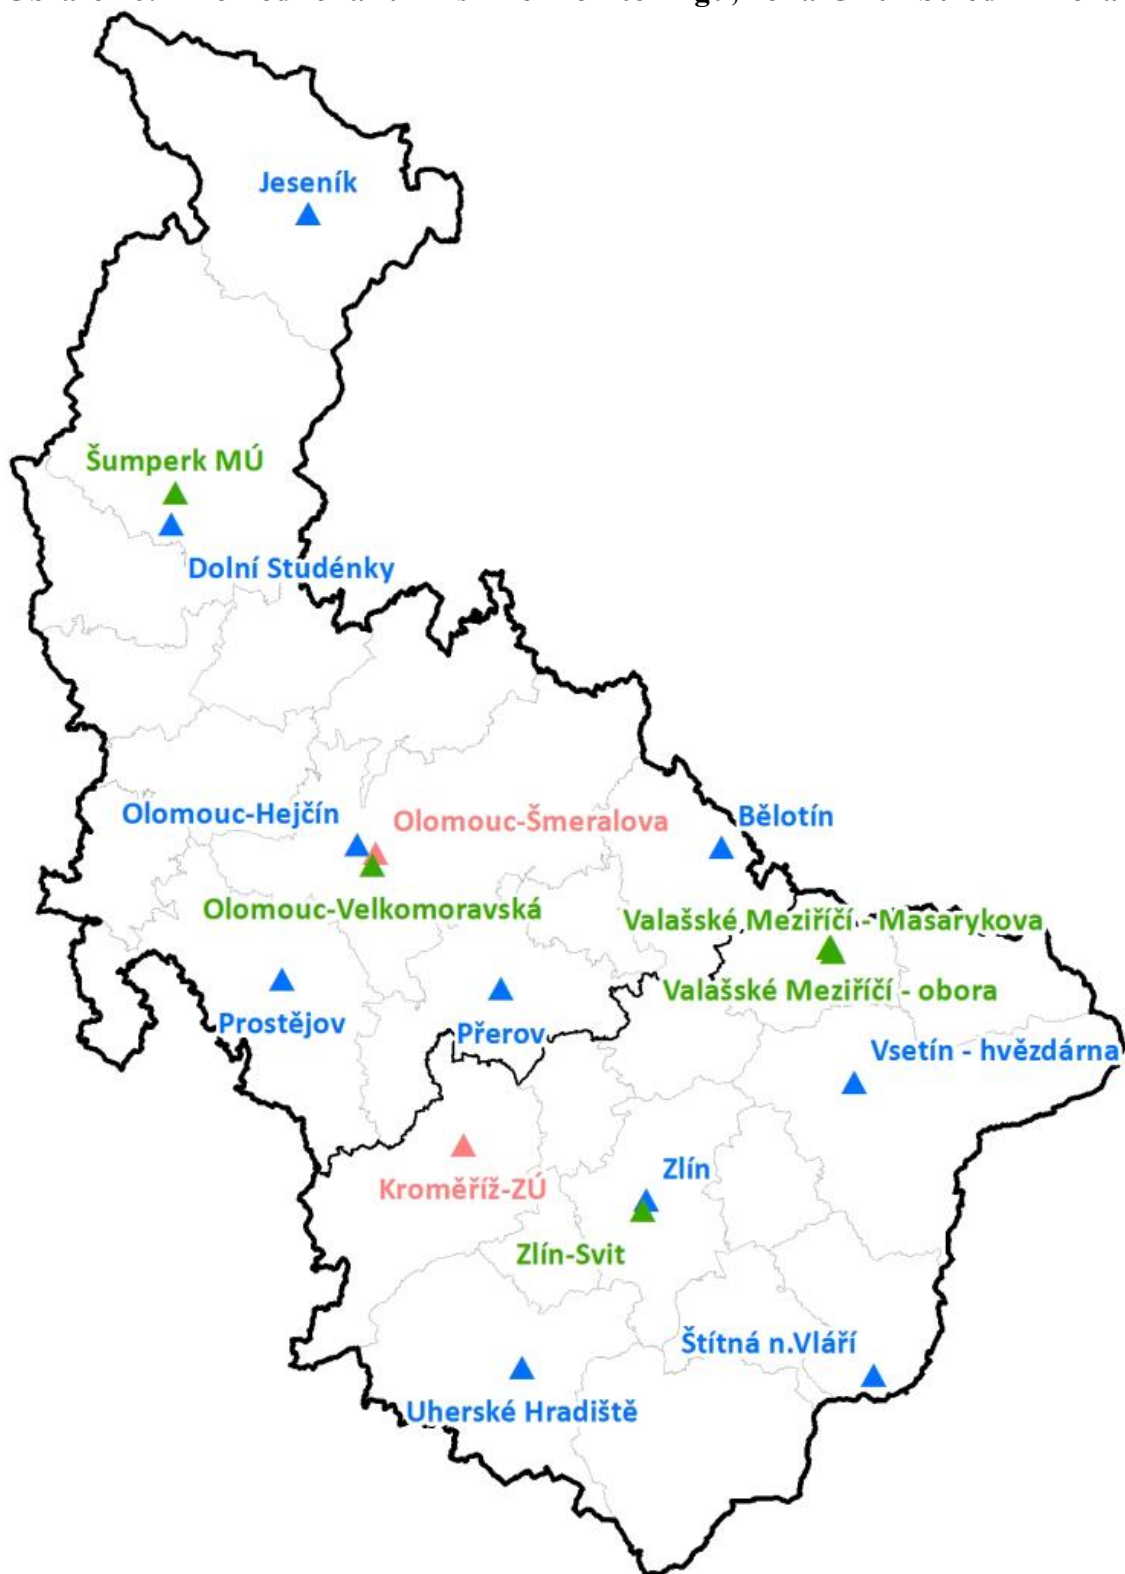 Jeseník
Šumperk MÚ
Dolní Studénky
Olomouc-Hejčín
Olomouc-Šmeralova
Bělotín
Olomouc-Velkomoravská
Valašské Meziříčí - Masarykova
Valašské Meziříčí - obora
Prostějov
Přerov
Vsetín - hvězdárna
Kroměříž-ZÚ
Zlín
Zlín-Svit
Štítná n.Vláří
Uherské Hradiště